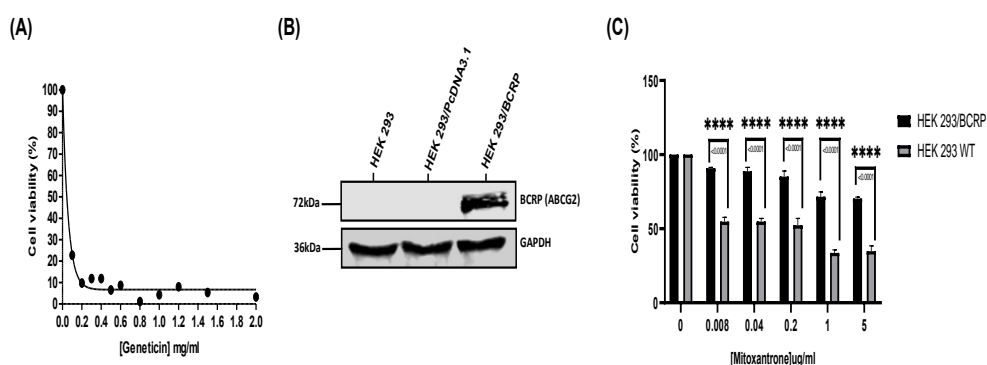 (A)
Cell viability (%)
100
90
80
70
60
50
40
30
20
10
0
0.0 0.2 0.4 0.6 0.8 1.0 1.2 1.4 1.6 1.8 2.0
[Geneticin] mg/ml
(B)
HEK 293
HEK 293/PcDNA3.1
HEK 293/BCRP
72kDa
BCRP (ABCG2)
36kDa
GAPDH
(C)
Cell viability (%)
150
100
50
0
**** **** **** **** ****
<0.0001 <0.0001 <0.0001 <0.0001 <0.0001
0 0.008 0.04 0.2 1 5
[Mitoxantrone]ug/ml
HEK 293/BCRP
HEK 293 WT